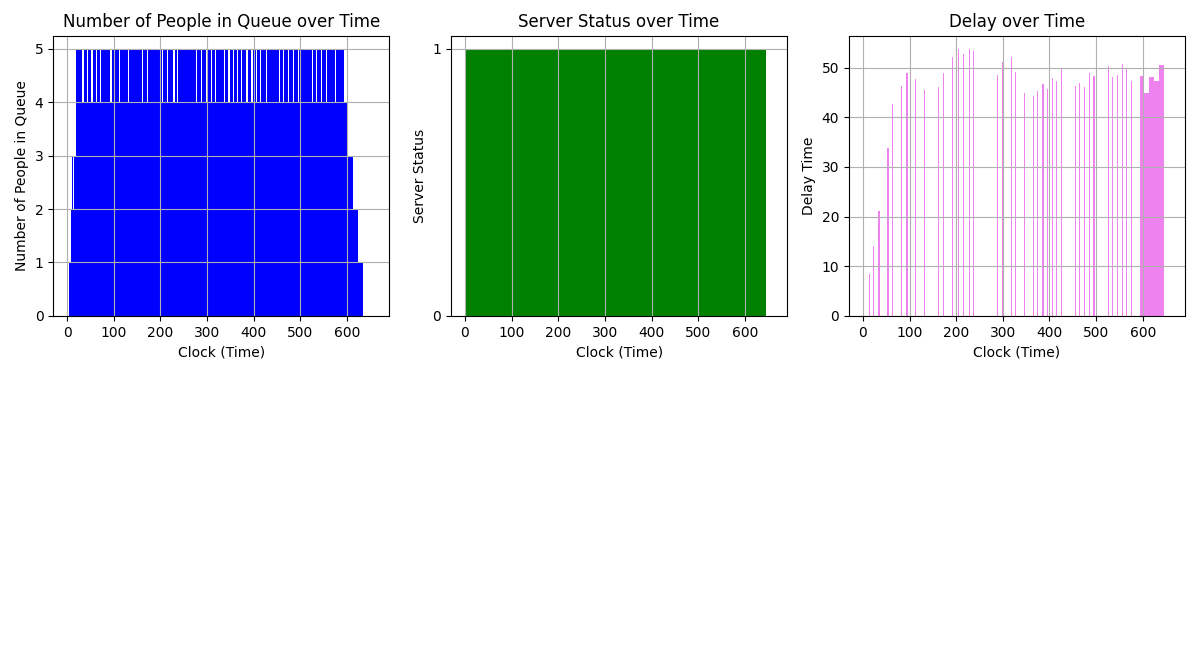 Number of People in Queue over Time
Number of People in Queue
5
4
3
2
1
0
0 100 200 300 400 500 600
Clock (Time)
Server Status over Time
Server Status
1
0
0 100 200 300 400 500 600
Clock (Time)
Delay over Time
Delay Time
50
40
30
20
10
0
0 100 200 300 400 500 600
Clock (Time)